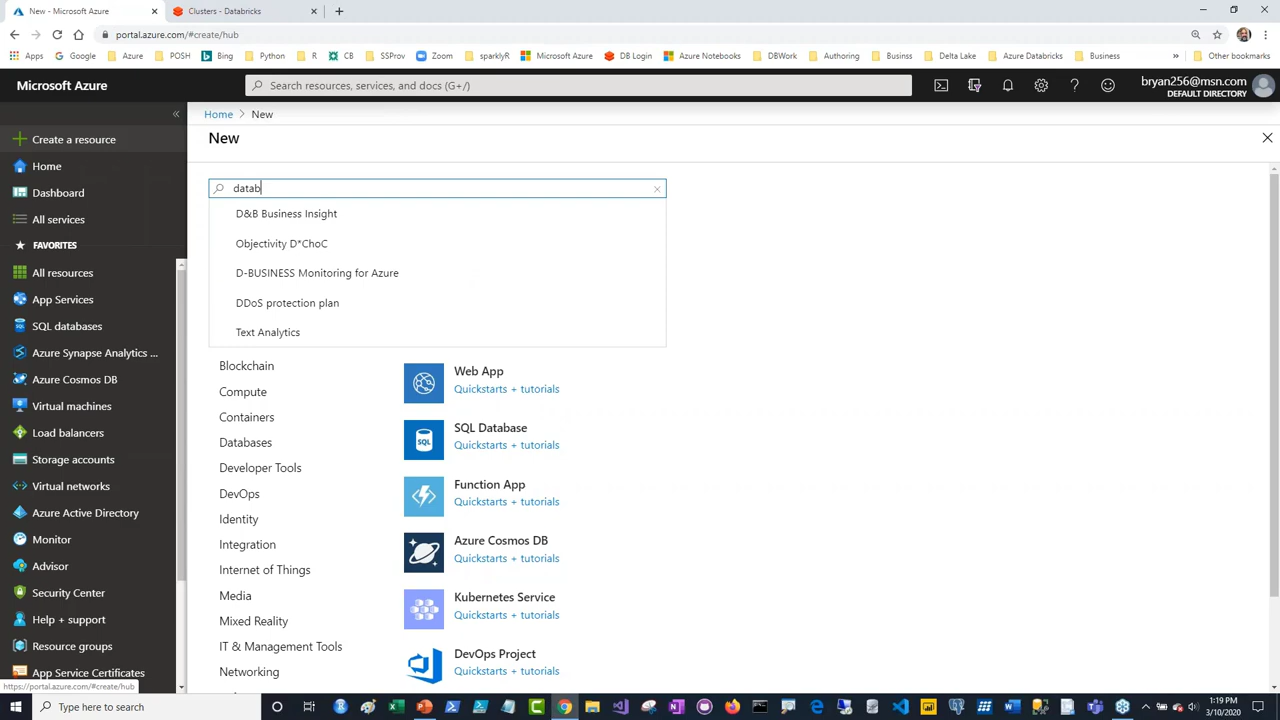 New - Microsoft Azure
Clusters - Databricks
portal.azure.com/#create/hub
Apps
Google
Azure
POSH
Bing
Python
R
CB
SSProv
Zoom
sparklyR
Microsoft Azure
DB Login
Azure Notebooks
DBWork
Authoring
Businss
Delta Lake
Azure Databricks
Business
»
Other bookmarks
Microsoft Azure
Search resources, services, and docs (G+/)
bryan256@msn.com
DEFAULT DIRECTORY
Create a resource
Home
Dashboard
All services
FAVORITES
All resources
App Services
SQL databases
Azure Synapse Analytics ...
Azure Cosmos DB
Virtual machines
Load balancers
Storage accounts
Virtual networks
Azure Active Directory
Monitor
Advisor
Security Center
Help + support
Resource groups
App Service Certificates
https://portal.azure.com/#create/hub
Home > New
New
datab
D&B Business Insight
Objectivity D*ChoC
D-BUSINESS Monitoring for Azure
DDoS protection plan
Text Analytics
Blockchain
Compute
Containers
Databases
Developer Tools
DevOps
Identity
Integration
Internet of Things
Media
Mixed Reality
IT & Management Tools
Networking
Web App
Quickstarts + tutorials
SQL Database
Quickstarts + tutorials
Function App
Quickstarts + tutorials
Azure Cosmos DB
Quickstarts + tutorials
Kubernetes Service
Quickstarts + tutorials
DevOps Project
Quickstarts + tutorials
Type here to search
1:19 PM
3/10/2020